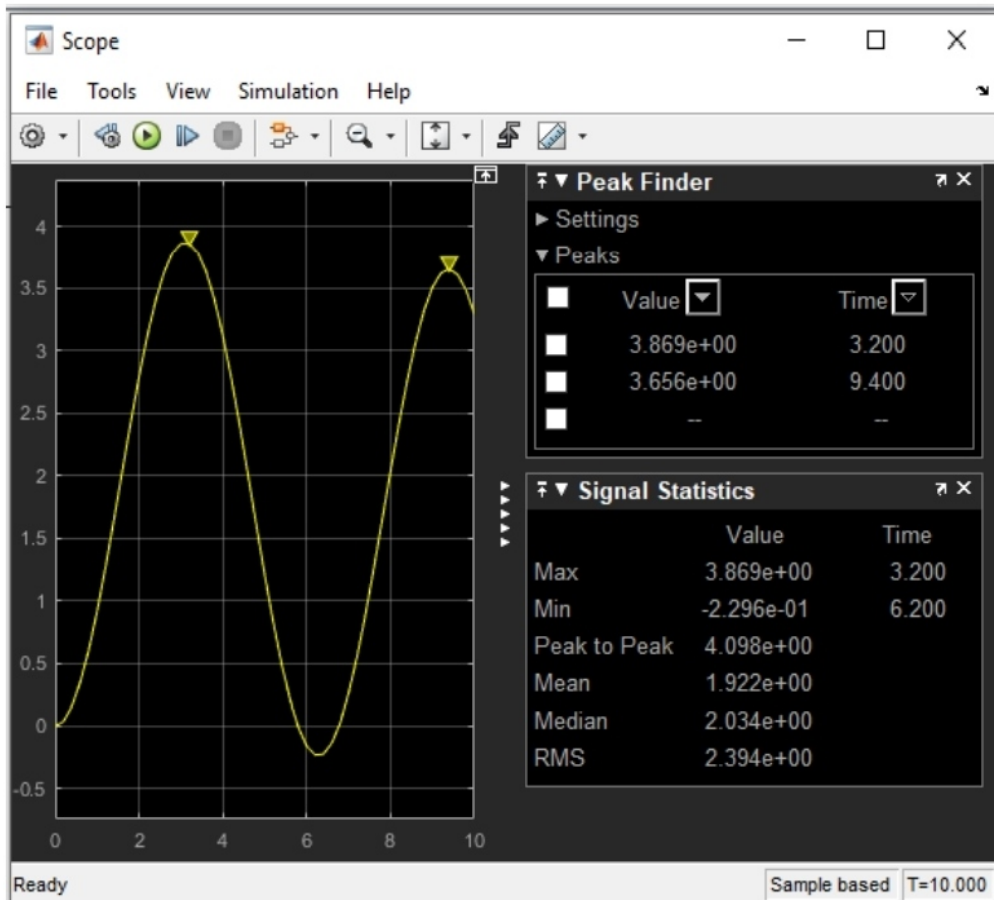 Scope
File Tools View Simulation Help
4
3.5
3
2.5
2
1.5
1
0.5
0
-0.5
0 2 4 6 8 10
Peak Finder
Settings
Peaks
Value Time
3.869e+00 3.200
3.656e+00 9.400
-- --
Signal Statistics
Value Time
Max 3.869e+00 3.200
Min -2.296e-01 6.200
Peak to Peak 4.098e+00
Mean 1.922e+00
Median 2.034e+00
RMS 2.394e+00
Ready Sample based T=10.000